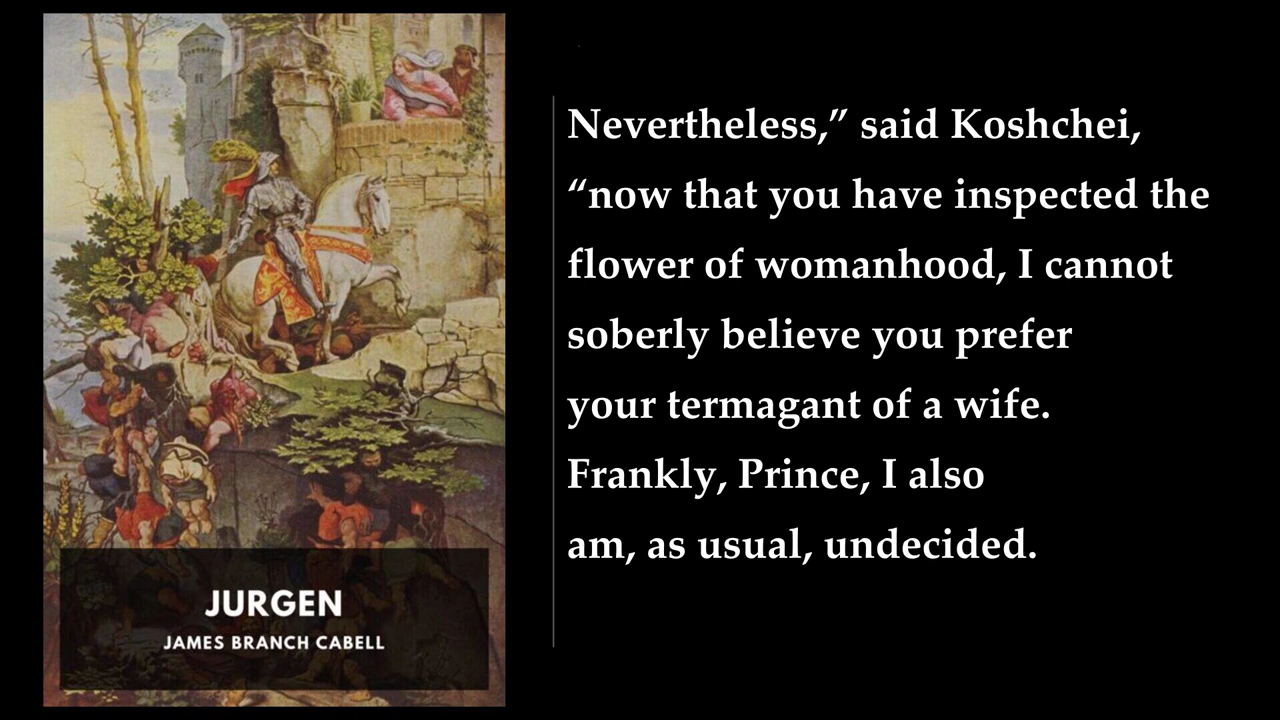 Nevertheless,” said Koshchei,
“now that you have inspected the
flower of womanhood, I cannot
soberly believe you prefer
your termagant of a wife.
Frankly, Prince, I also
am, as usual, undecided.
JURGEN
JAMES BRANCH CABELL